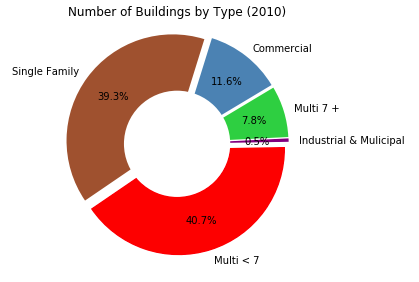 Number of Buildings by Type (2010)
Commercial
Single Family
11.6%
39.3%
Multi 7 +
7.8%
0.5%
Industrial & Mulicipal
40.7%
Multi < 7